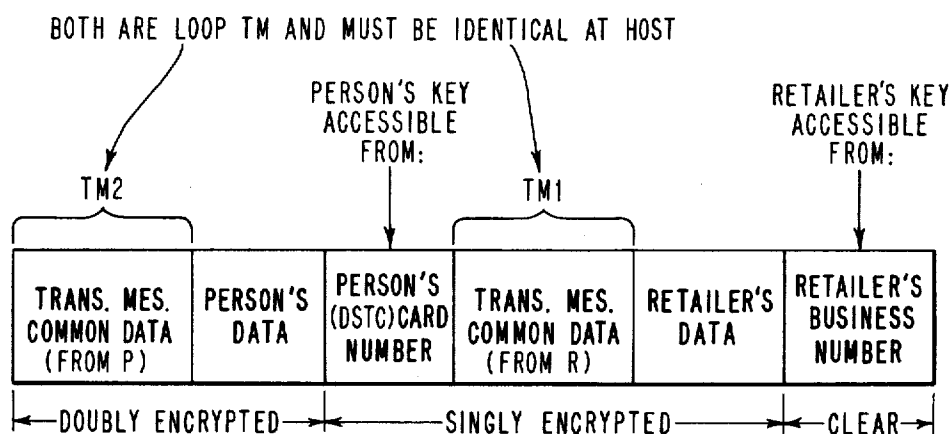 BOTH ARE LOOP TM AND MUST BE IDENTICAL AT HOST
PERSON'S KEY
ACCESSIBLE
FROM:
RETAILER'S KEY
ACCESSIBLE
FROM:
TM2
TM1
TRANS. MES.
COMMON DATA
(FROM P)
PERSON'S
DATA
PERSON'S
(DSTC)CARD
NUMBER
TRANS. MES.
COMMON DATA
(FROM R)
RETAILER'S
DATA
RETAILER'S
BUSINESS
NUMBER
DOUBLY ENCRYPTED
SINGLY ENCRYPTED
CLEAR